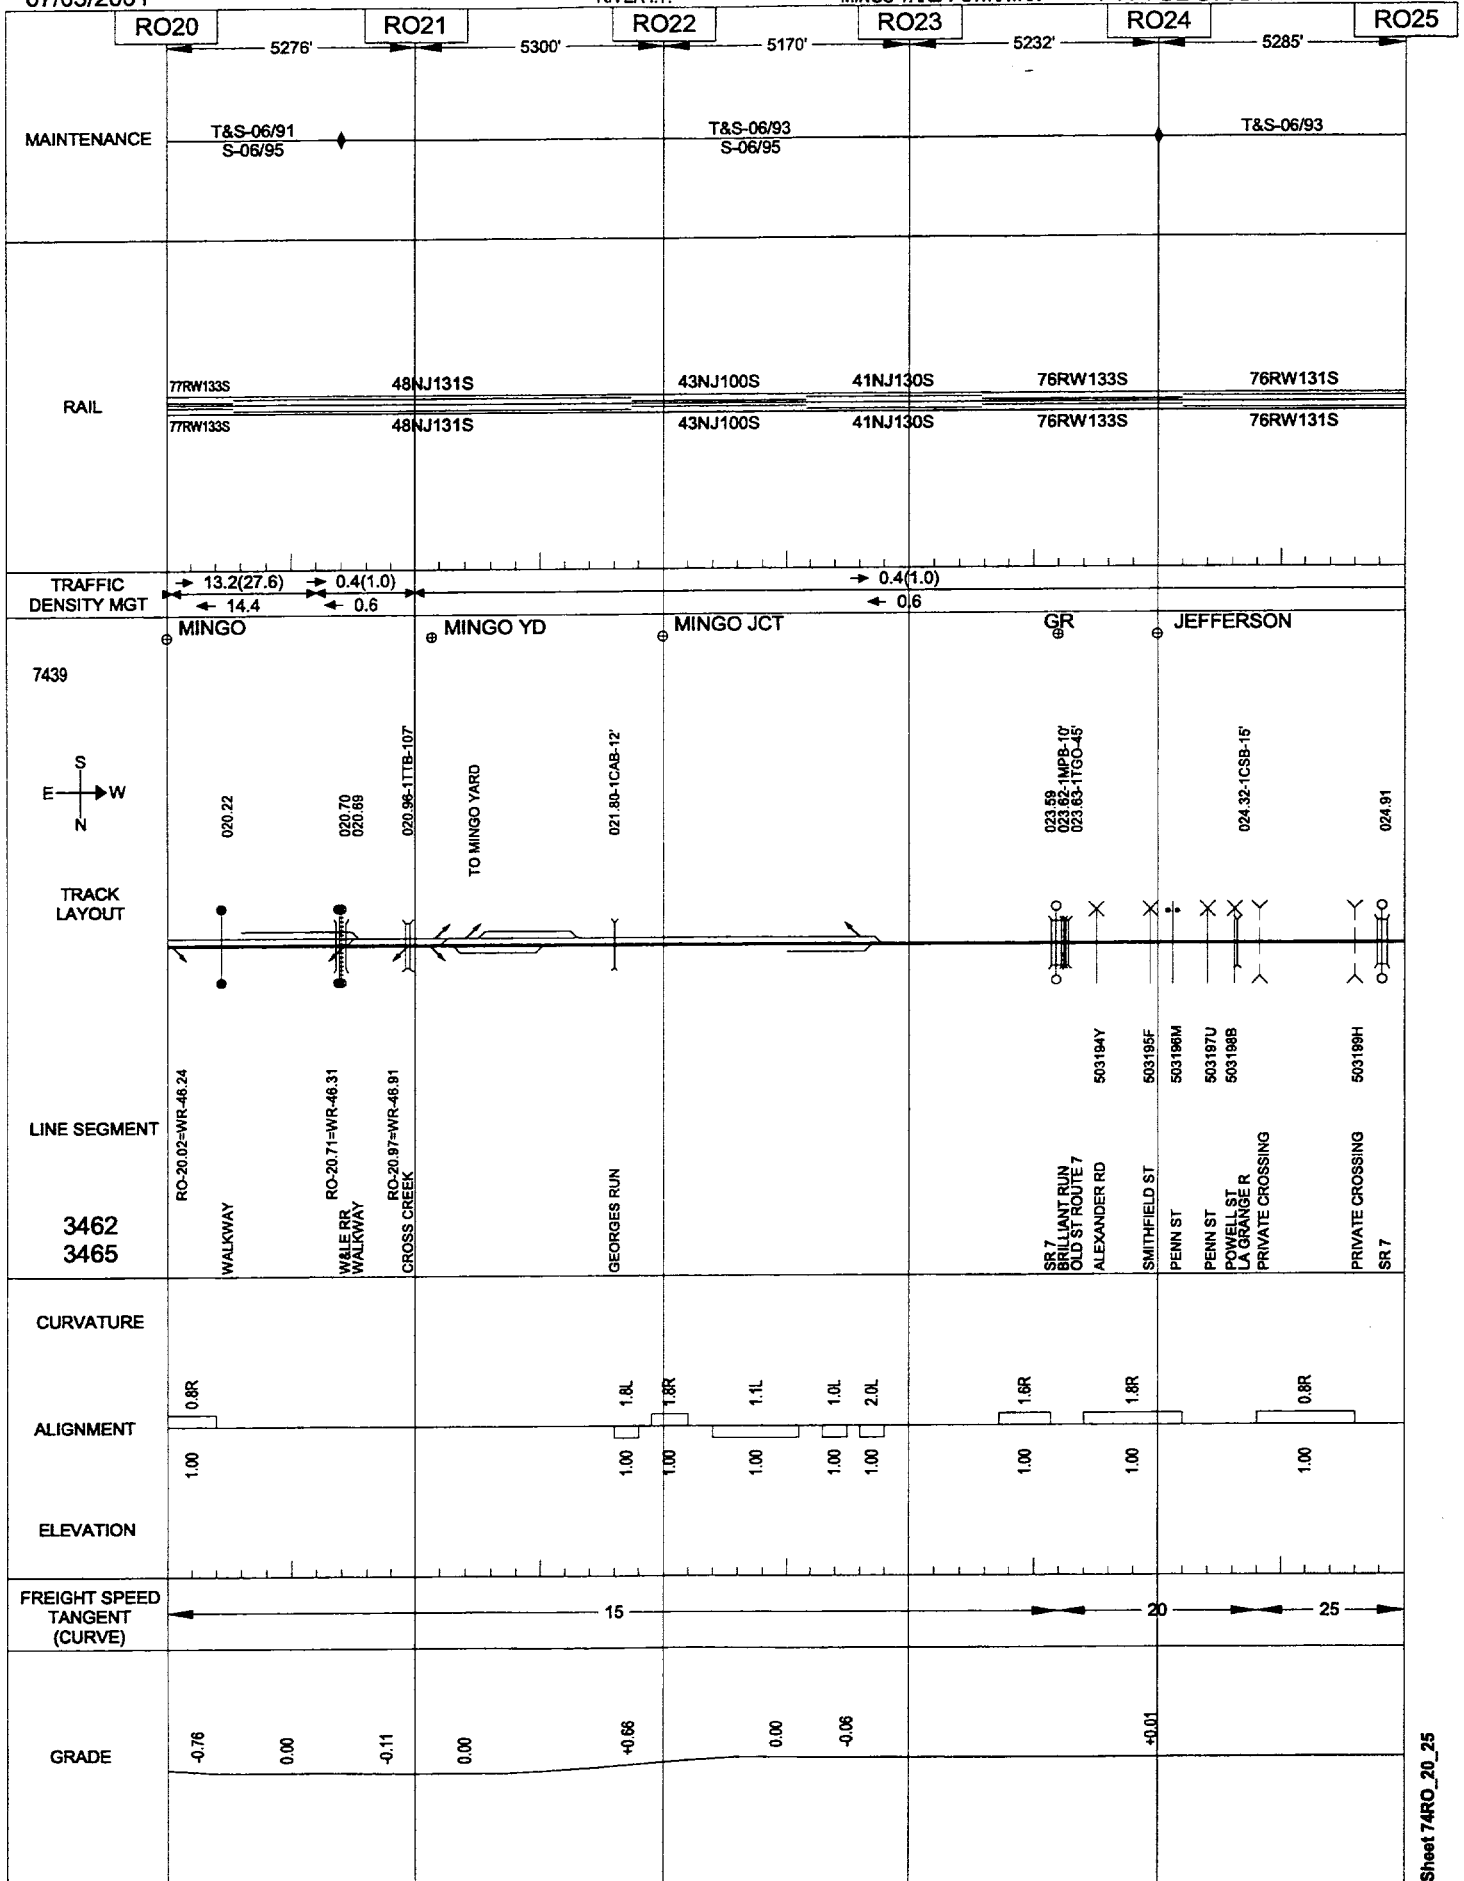 07/03/2001
RO20 RO21 RO22 RO23 RO24 RO25
5276' 5300' 5170' 5232' 5285'
MAINTENANCE
T&S-06/91 T&S-06/93 T&S-06/93
S-06/95 S-06/95
RAIL
77RW133S 48NJ131S 43NJ100S 41NJ130S 76RW133S 76RW131S
77RW133S 48NJ131S 43NJ100S 41NJ130S 76RW133S 76RW131S
TRAFFIC
DENSITY MGT
13.2(27.6) 0.4(1.0) 0.4(1.0)
14.4 0.6 0.6
MINGO MINGO YD MINGO JCT GR JEFFERSON
7439
S
E W
N
020.22
020.70
020.69
020.96-1TTB-107'
TO MINGO YARD
021.80-1CAB-12'
023.59
023.62-1MPB-10'
023.63-1TGO-45'
024.32-1CSB-15'
024.91
TRACK
LAYOUT
503194Y
503195F
503196M
503197U
503198B
503199H
LINE SEGMENT
3462
3465
RO-20.02=WR-46.24
WALKWAY
RO-20.71=WR-46.31
W&LE RR
WALKWAY
RO-20.97=WR-46.91
CROSS CREEK
GEORGES RUN
SR 7
BRILLIANT RUN
OLD ST ROUTE 7
ALEXANDER RD
SMITHFIELD ST
PENN ST
PENN ST
POWELL ST
LA GRANGE R
PRIVATE CROSSING
PRIVATE CROSSING
SR 7
CURVATURE
0.8R 1.8L 1.8R 1.1L 1.0L 2.0L 1.6R 1.8R 0.8R
ALIGNMENT
1.00 1.00 1.00 1.00 1.00 1.00 1.00 1.00 1.00
ELEVATION
FREIGHT SPEED
TANGENT
(CURVE)
15 20 25
GRADE
-0.76 0.00 -0.11 0.00 +0.66 0.00 -0.06 +0.01
Sheet 74RO_20_25